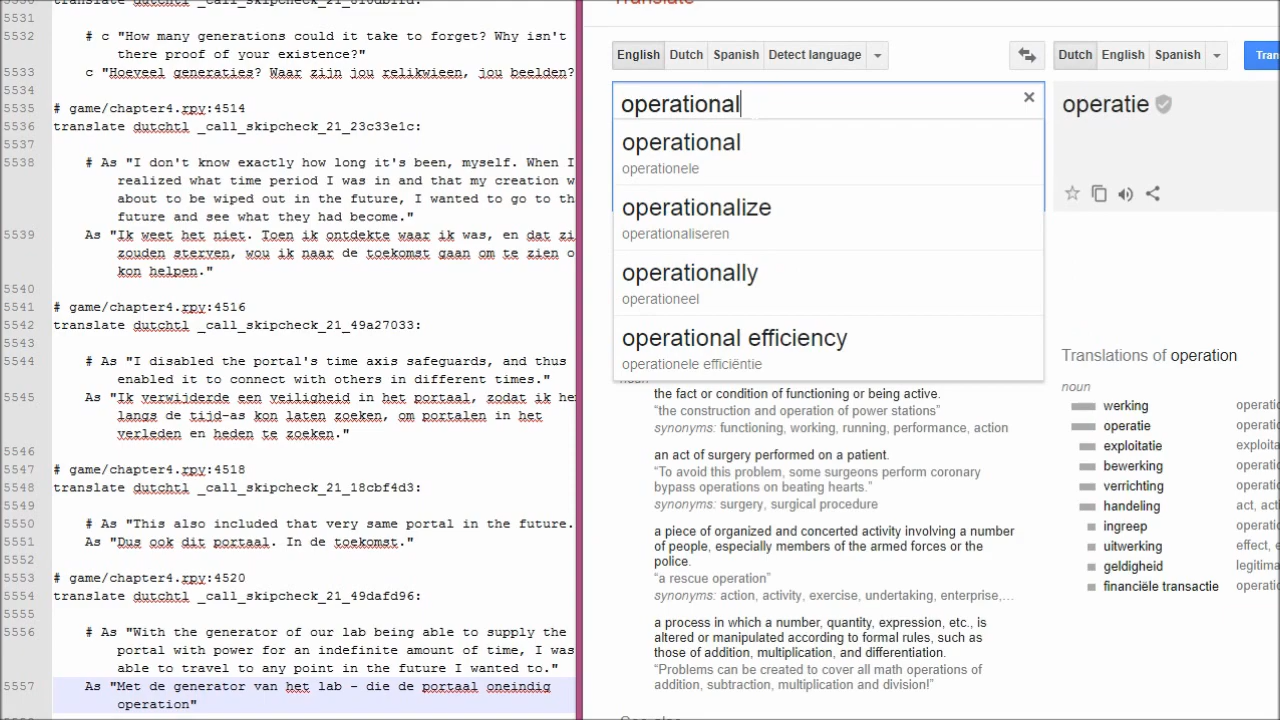 5530 translate dutchtl _call_skipcheck_21_
5531
5532 # c "How many generations could it take to forget? Why isn't
there proof of your existence?"
5533 c "Hoeveel generaties? Waar zijn jou relikwieen, jou beelden?
5534
5535 # game/chapter4.rpy:4514
5536 translate dutchtl _call_skipcheck_21_23c33e1c:
5537
5538 # As "I don't know exactly how long it's been, myself. When I
realized what time period I was in and that my creation w
about to be wiped out in the future, I wanted to go to th
future and see what they had become."
5539 As "Ik weet het niet. Toen ik ontdekte waar ik was, en dat zi
zouden sterven, wou ik naar de toekomst gaan om te zien o
kon helpen."
5540
5541 # game/chapter4.rpy:4516
5542 translate dutchtl _call_skipcheck_21_49a27033:
5543
5544 # As "I disabled the portal's time axis safeguards, and thus
enabled it to connect with others in different times."
5545 As "Ik verwijderde een veiligheid in het portaal, zodat ik he
langs de tijd-as kon laten zoeken, om portalen in het
verleden en heden te zoeken."
5546
5547 # game/chapter4.rpy:4518
5548 translate dutchtl _call_skipcheck_21_18cbf4d3:
5549
5550 # As "This also included that very same portal in the future.
5551 As "Dus ook dit portaal. In de toekomst."
5552
5553 # game/chapter4.rpy:4520
5554 translate dutchtl _call_skipcheck_21_49dafd96:
5555
5556 # As "With the generator of our lab being able to supply the
portal with power for an indefinite amount of time, I was
able to travel to any point in the future I wanted to."
5557 As "Met de generator van het lab - die de portaal oneindig
operation"
Translate
English Dutch Spanish Detect language
Dutch English Spanish Tran
operational
operational
operationele
operationalize
operationaliseren
operationally
operationeel
operational efficiency
operationele efficiëntie
noun
the fact or condition of functioning or being active.
"the construction and operation of power stations"
synonyms: functioning, working, running, performance, action
an act of surgery performed on a patient.
"To avoid this problem, some surgeons perform coronary
bypass operations on beating hearts."
synonyms: surgery, surgical procedure
a piece of organized and concerted activity involving a number
of people, especially members of the armed forces or the
police.
"a rescue operation"
synonyms: action, activity, exercise, undertaking, enterprise,...
a process in which a number, quantity, expression, etc., is
altered or manipulated according to formal rules, such as
those of addition, multiplication, and differentiation.
"Problems can be created to cover all math operations of
addition, subtraction, multiplication and division!"
See also
operatie
Translations of operation
noun
werking operatio
operatie operatio
exploitatie exploita
bewerking operatio
verrichting operatio
handeling act, acti
ingreep operatio
uitwerking effect, e
geldigheid legitima
financiële transactie operatio